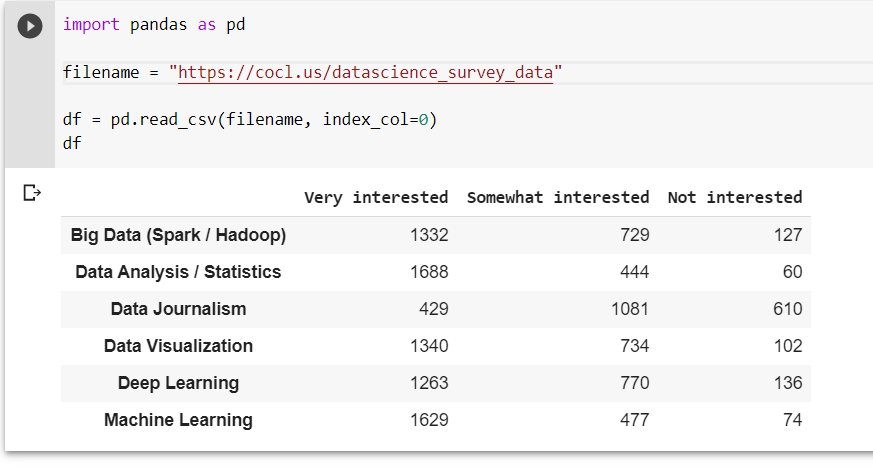 import pandas as pd
filename = "https://cocl.us/datascience_survey_data"
df = pd.read_csv(filename, index_col=0)
df
Very interested Somewhat interested Not interested
Big Data (Spark / Hadoop) 1332 729 127
Data Analysis / Statistics 1688 444 60
Data Journalism 429 1081 610
Data Visualization 1340 734 102
Deep Learning 1263 770 136
Machine Learning 1629 477 74